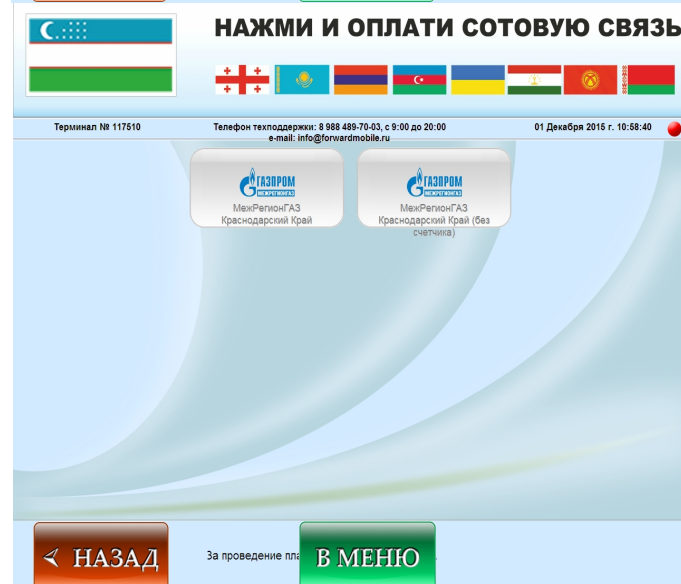 НАЖМИ И ОПЛАТИ СОТОВУЮ СВЯЗЬ
Терминал № 117510
Телефон техподдержки: 8 988 489-70-03, с 9:00 до 20:00
e-mail: info@forwardmobile.ru
01 Декабря 2015 г. 10:58:40
ГАЗПРОМ
МЕЖРЕГИОНГАЗ
МежРегионГАЗ
Краснодарский Край
ГАЗПРОМ
МЕЖРЕГИОНГАЗ
МежРегионГАЗ
Краснодарский Край (без
счетчика)
НАЗАД
За проведение
В МЕНЮ